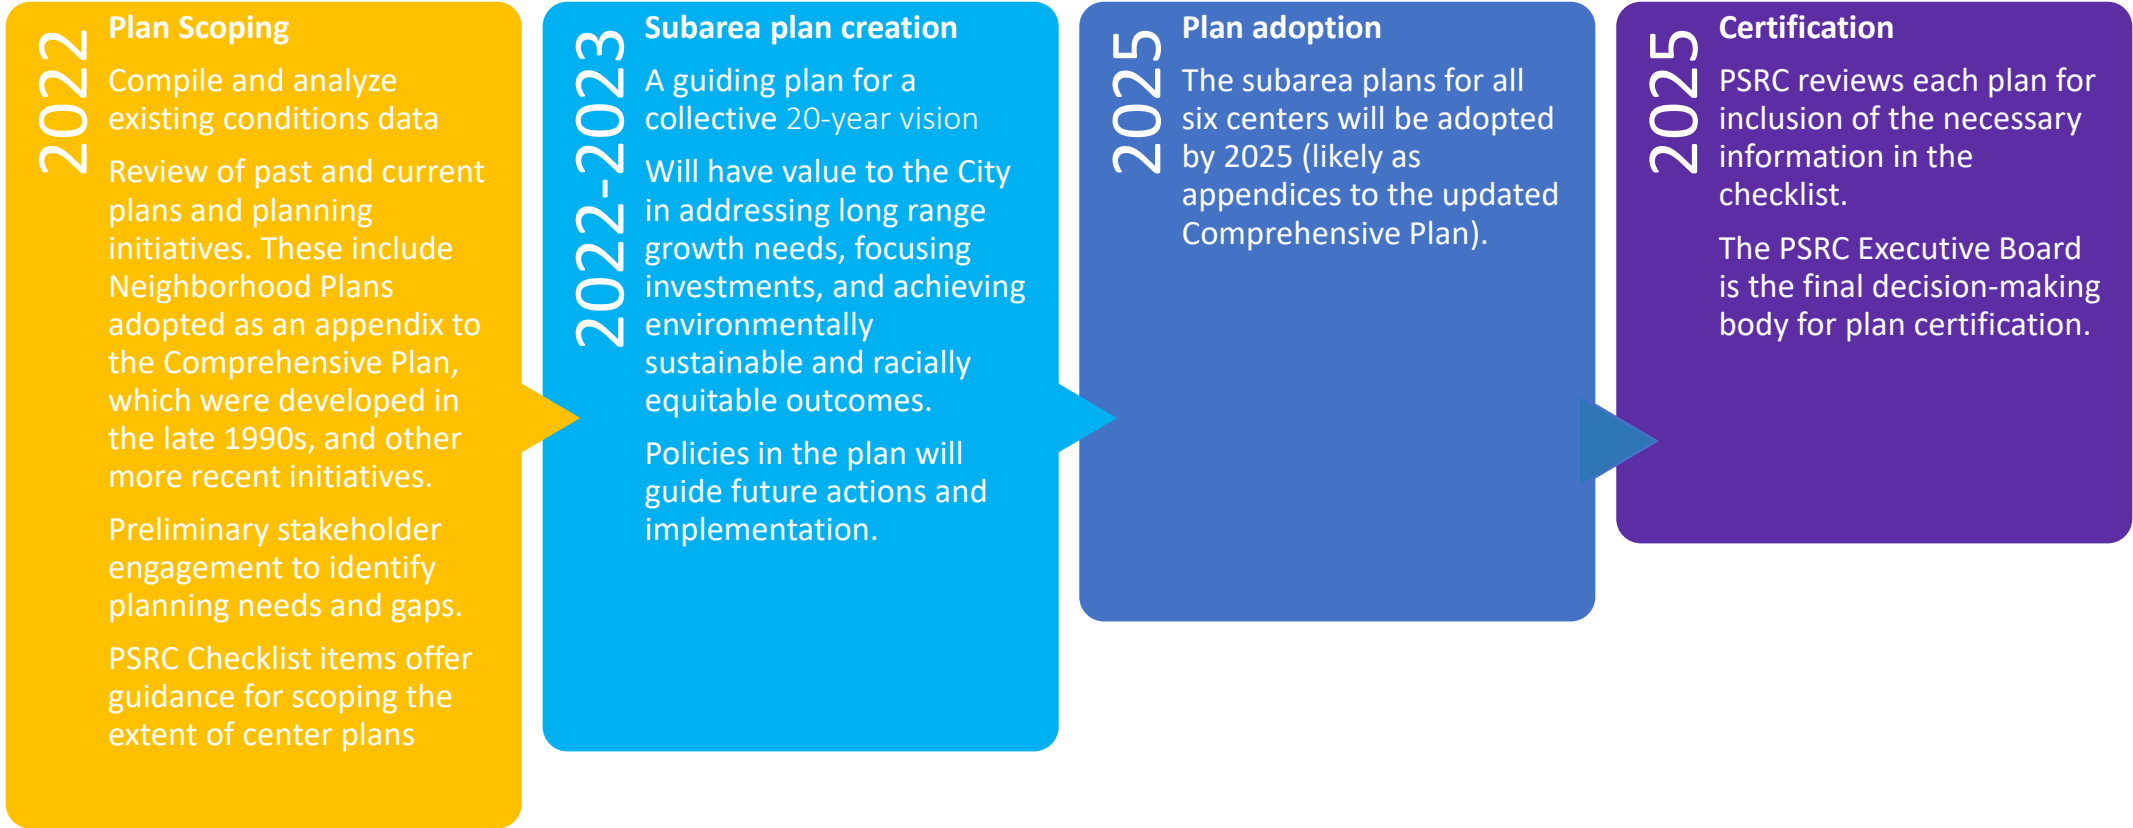 2022
Plan Scoping
Compile and analyze
existing conditions data
Review of past and current
plans and planning
initiatives. These include
Neighborhood Plans
adopted as an appendix to
the Comprehensive Plan,
which were developed in
the late 1990s, and other
more recent initiatives.
Preliminary stakeholder
engagement to identify
planning needs and gaps.
PSRC Checklist items offer
guidance for scoping the
extent of center plans
2022-2023
Subarea plan creation
A guiding plan for a
collective 20-year vision
Will have value to the City
in addressing long range
growth needs, focusing
investments, and achieving
environmentally
sustainable and racially
equitable outcomes.
Policies in the plan will
guide future actions and
implementation.
2025
Plan adoption
The subarea plans for all
six centers will be adopted
by 2025 (likely as
appendices to the updated
Comprehensive Plan).
2025
Certification
PSRC reviews each plan for
inclusion of the necessary
information in the
checklist.
The PSRC Executive Board
is the final decision-making
body for plan certification.